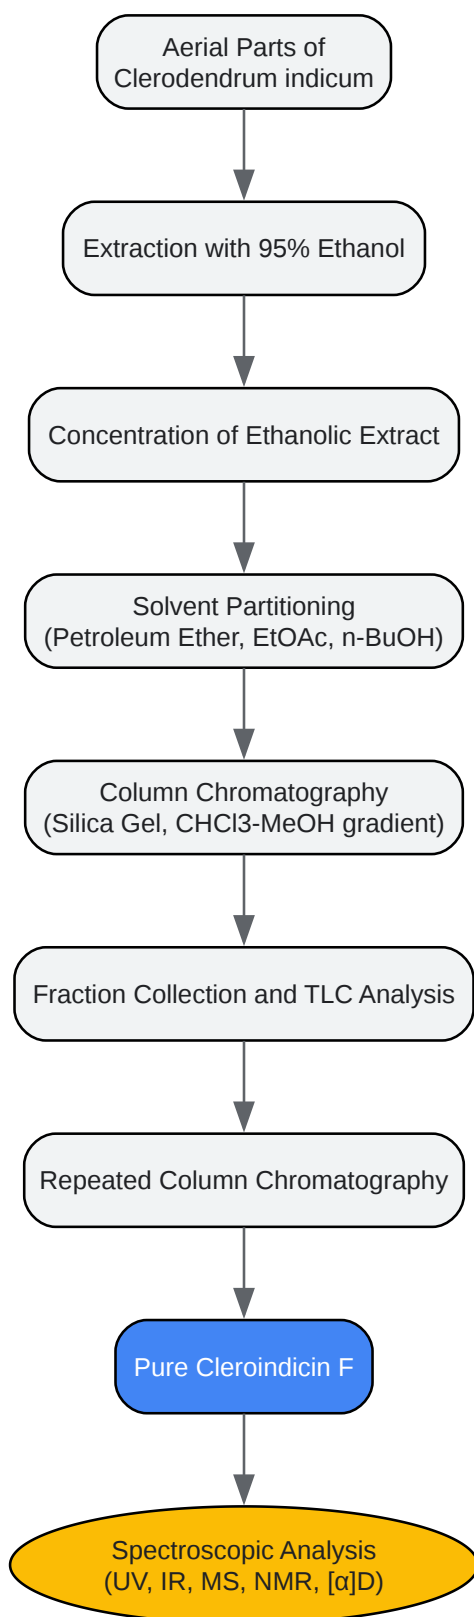 Aerial Parts of
Clerodendrum indicum
Extraction with 95% Ethanol
Concentration of Ethanolic Extract
Solvent Partitioning
(Petroleum Ether, EtOAc, n-BuOH)
Column Chromatography
(Silica Gel, CHCl3-MeOH gradient)
Fraction Collection and TLC Analysis
Repeated Column Chromatography
Pure Cleroindicin F
Spectroscopic Analysis
(UV, IR, MS, NMR, [α]D)